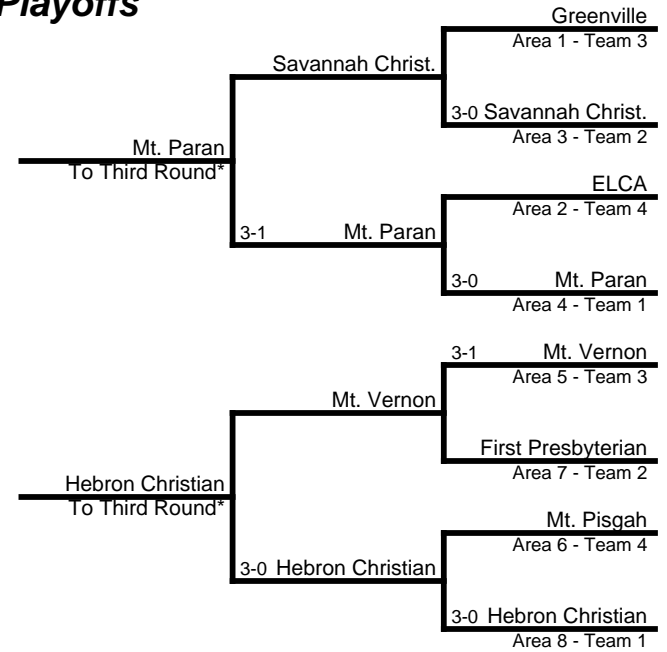 Playoffs
Greenville
Area 1 - Team 3
Savannah Christ.
3-0 Savannah Christ.
Area 3 - Team 2
Mt. Paran
To Third Round*
ELCA
Area 2 - Team 4
3-1 Mt. Paran
3-0 Mt. Paran
Area 4 - Team 1
3-1 Mt. Vernon
Area 5 - Team 3
Mt. Vernon
First Presbyterian
Area 7 - Team 2
Hebron Christian
To Third Round*
Mt. Pisgah
Area 6 - Team 4
3-0 Hebron Christian
3-0 Hebron Christian
Area 8 - Team 1